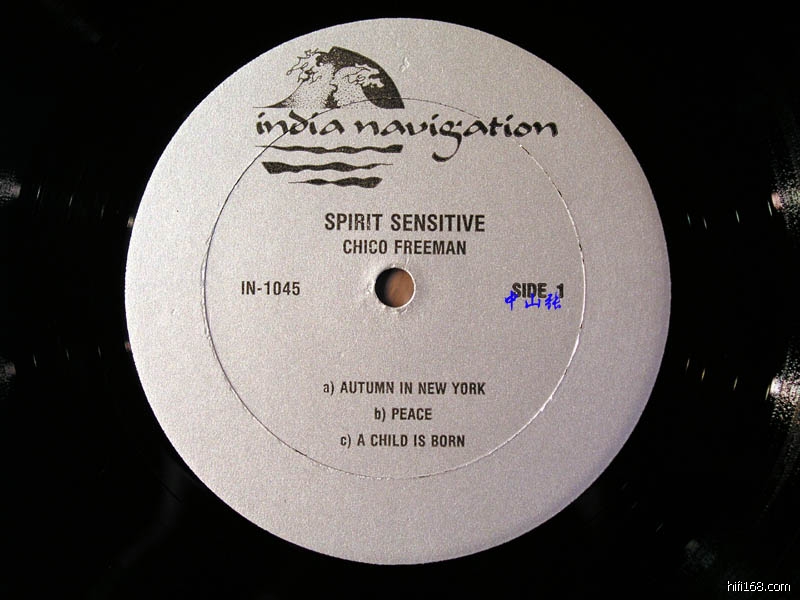 india navigation
SPIRIT SENSITIVE
CHICO FREEMAN
IN-1045
SIDE 1
中山张
a) AUTUMN IN NEW YORK
b) PEACE
c) A CHILD IS BORN
hifi168.com